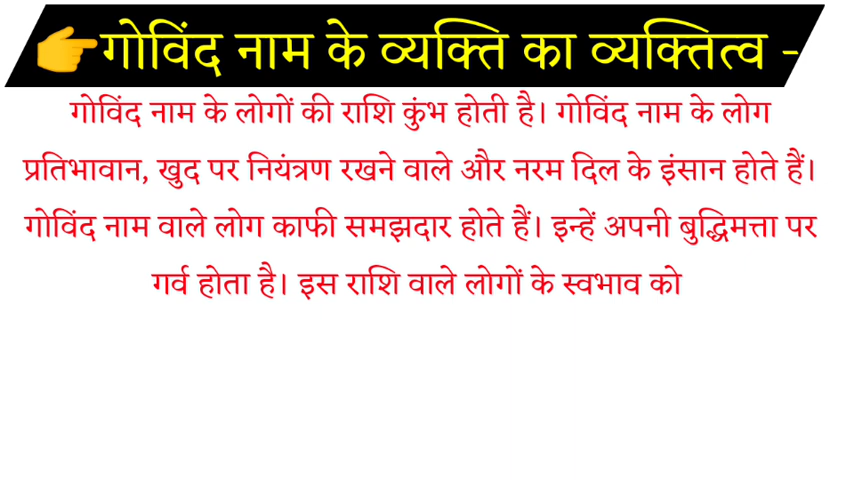 👉गोविंद नाम के व्यक्ति का व्यक्तित्व -
गोविंद नाम के लोगों की राशि कुंभ होती है। गोविंद नाम के लोग
प्रतिभावान, खुद पर नियंत्रण रखने वाले और नरम दिल के इंसान होते हैं।
गोविंद नाम वाले लोग काफी समझदार होते हैं। इन्हें अपनी बुद्धिमत्ता पर
गर्व होता है। इस राशि वाले लोगों के स्वभाव को